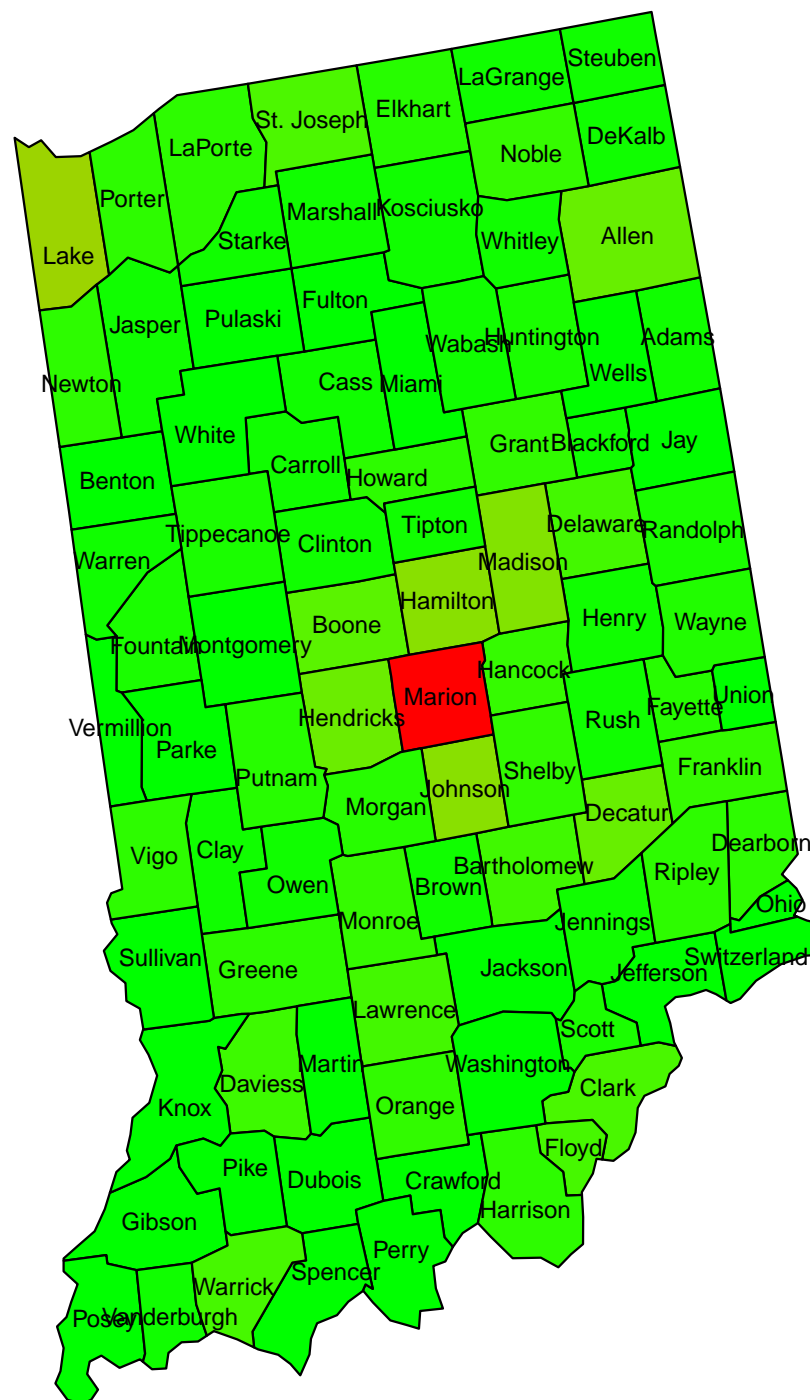 Steuben
LaGrange
Elkhart
St. Joseph
LaPorte
DeKalb
Noble
Porter
Kosciusko
Marshall
Allen
Starke
Whitley
Lake
Fulton
Pulaski
Jasper
Adams
Huntington
Wabash
Wells
Cass
Miami
Newton
White
Jay
Blackford
Grant
Carroll
Howard
Benton
Delaware
Tipton
Randolph
Tippecanoe
Clinton
Warren
Madison
Hamilton
Henry
Wayne
Boone
Fountain
Montgomery
Hancock
Union
Marion
Fayette
Hendricks
Rush
Vermillion
Parke
Franklin
Shelby
Putnam
Johnson
Morgan
Decatur
Dearborn
Clay
Vigo
Bartholomew
Ripley
Owen
Brown
Ohio
Monroe
Jennings
Sullivan
Switzerland
Greene
Jackson
Jefferson
Lawrence
Scott
Martin
Washington
Daviess
Clark
Orange
Knox
Floyd
Pike
Dubois
Crawford
Harrison
Gibson
Perry
Spencer
Warrick
Posey
Vanderburgh